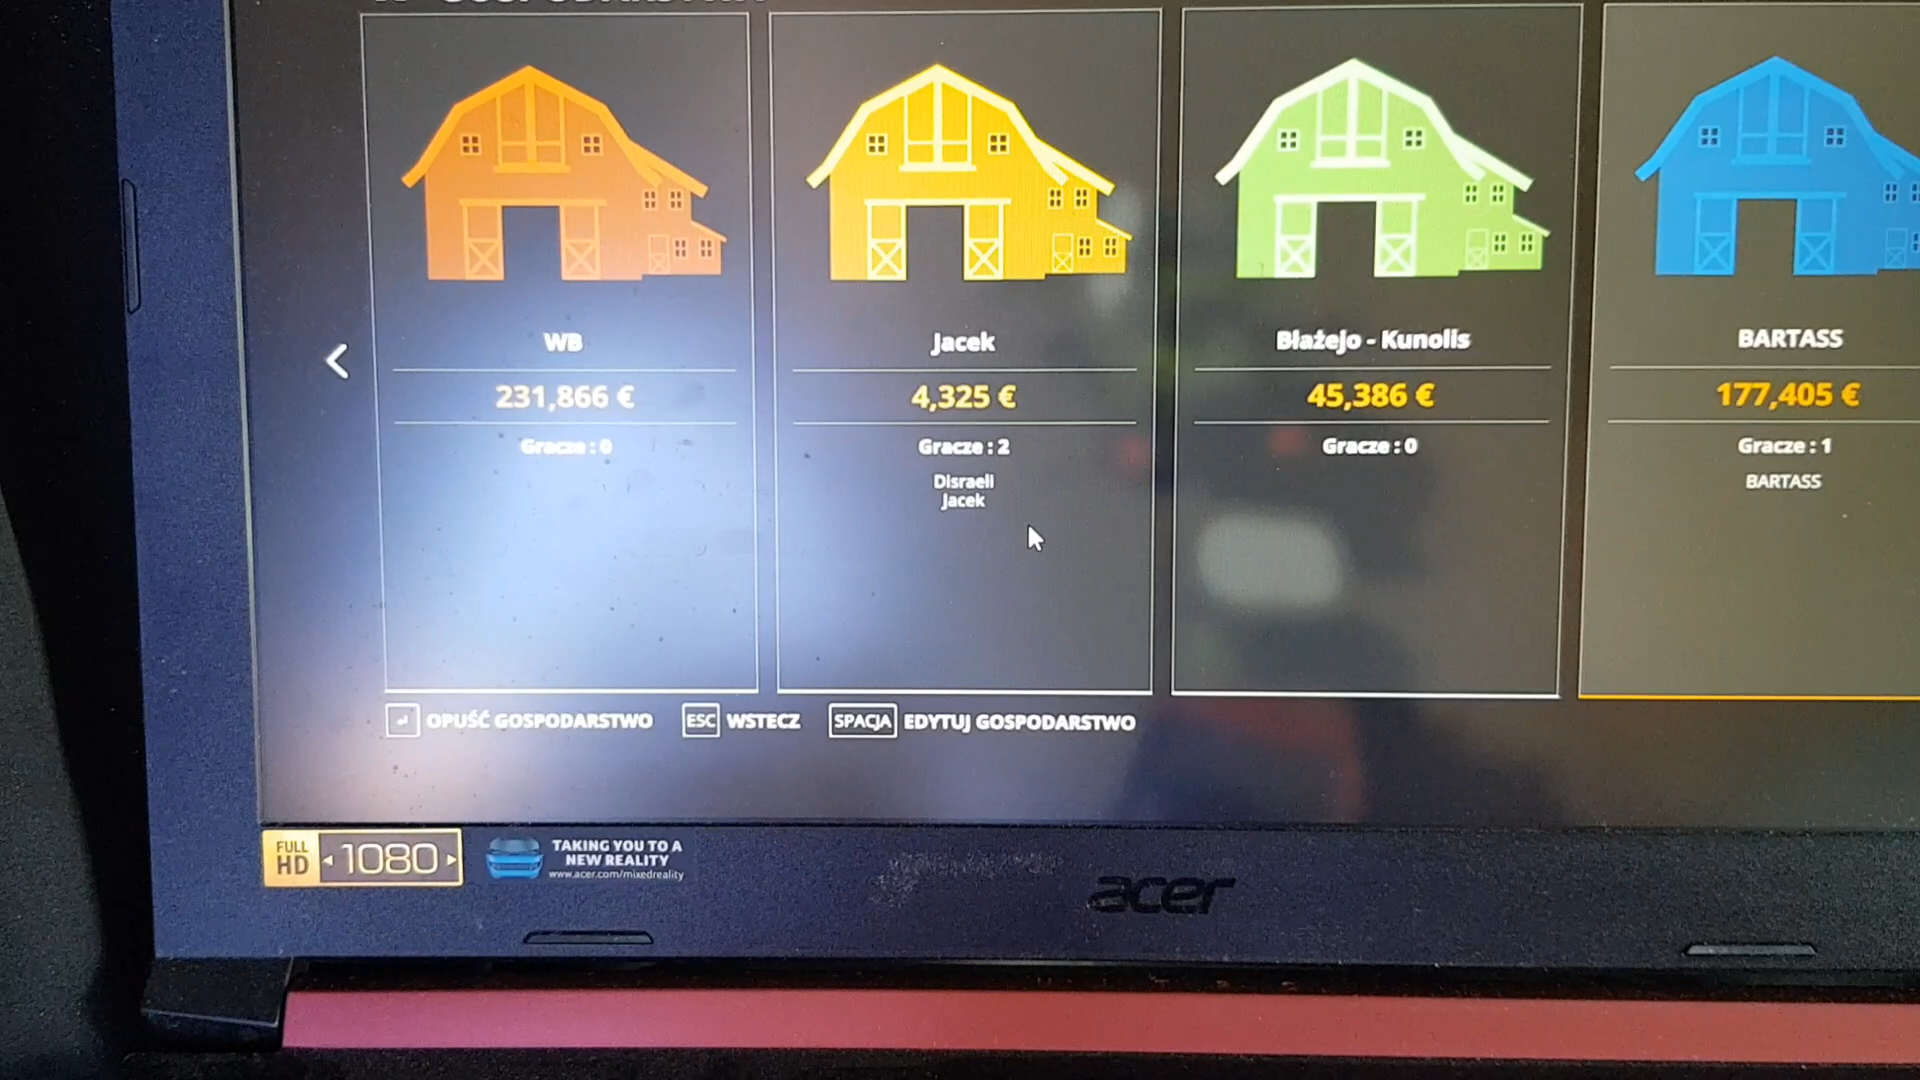 WB
231,866 €
Gracze : 0
Jacek
4,325 €
Gracze : 2
Disraeli
Jacek
Błażejo - Kunolis
45,386 €
Gracze : 0
BARTASS
177,405 €
Gracze : 1
BARTASS
OPUŚĆ GOSPODARSTWO
ESC WSTECZ
SPACJA EDYTUJ GOSPODARSTWO
FULL HD 1080
TAKING YOU TO A
NEW REALITY
www.acer.com/mixedreality
acer